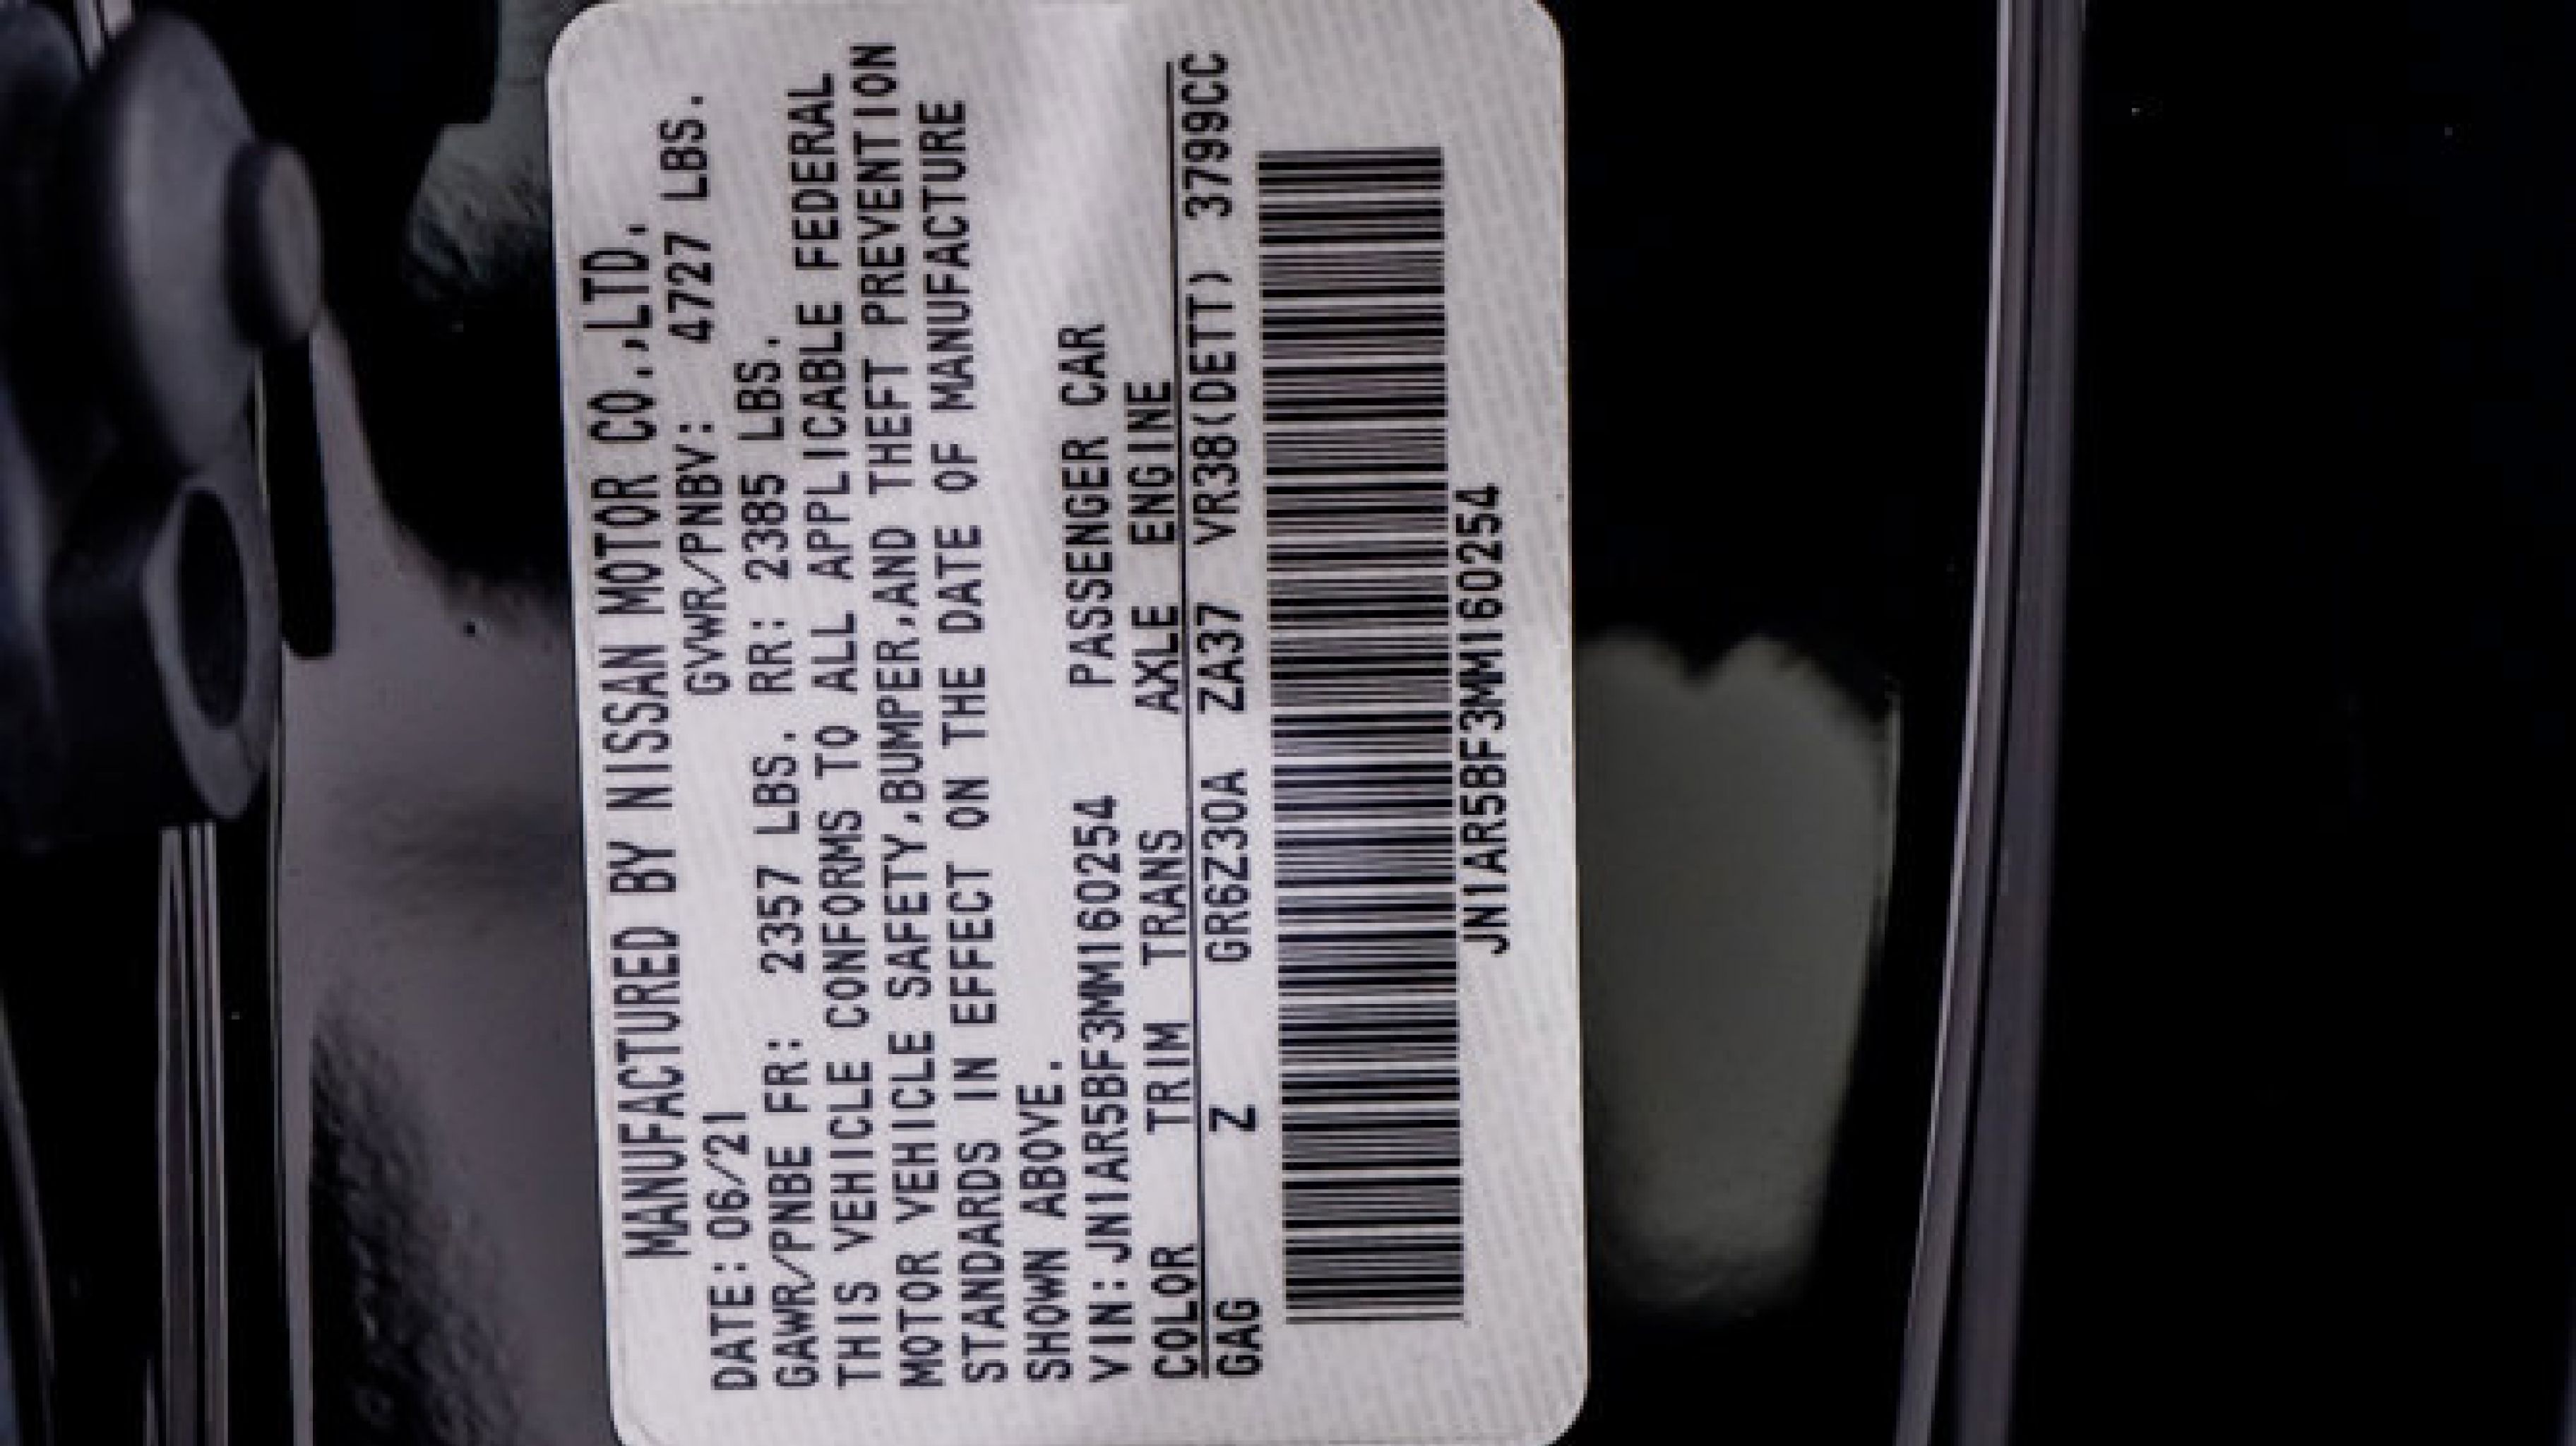 MANUFACTURED BY NISSAN MOTOR CO.,LTD.
DATE:06/21 GVWR/PNBV: 4727 LBS.
GAWR/PNBE FR: 2357 LBS. RR: 2385 LBS.
THIS VEHICLE CONFORMS TO ALL APPLICABLE FEDERAL
MOTOR VEHICLE SAFETY,BUMPER,AND THEFT PREVENTION
STANDARDS IN EFFECT ON THE DATE OF MANUFACTURE
SHOWN ABOVE.
VIN:JN1AR5BF3MM160254 PASSENGER CAR
COLOR TRIM TRANS AXLE ENGINE
GAG Z GR6Z30A ZA37 VR38(DETT) 3799CC
JN1AR5BF3MM160254